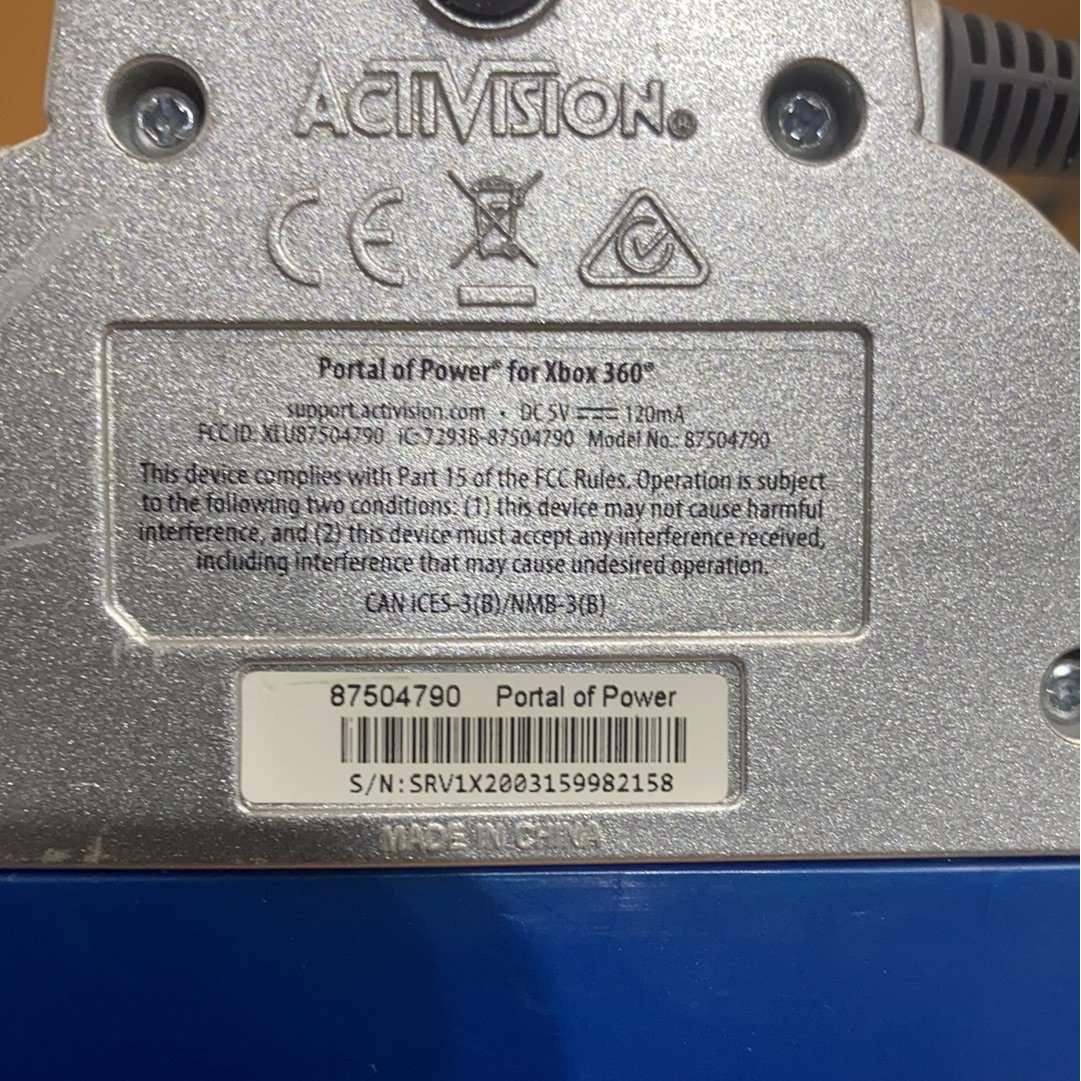 ACTIVISION®
CE
Portal of Power® for Xbox 360®
support.activision.com • DC 5V ⎓ 120mA
FCC ID: XLU87504790 IC: 7293B-87504790 Model No.: 87504790
This device complies with Part 15 of the FCC Rules. Operation is subject
to the following two conditions: (1) this device may not cause harmful
interference, and (2) this device must accept any interference received,
including interference that may cause undesired operation.
CAN ICES-3(B)/NMB-3(B)
87504790 Portal of Power
S/N:SRV1X2003159982158
MADE IN CHINA